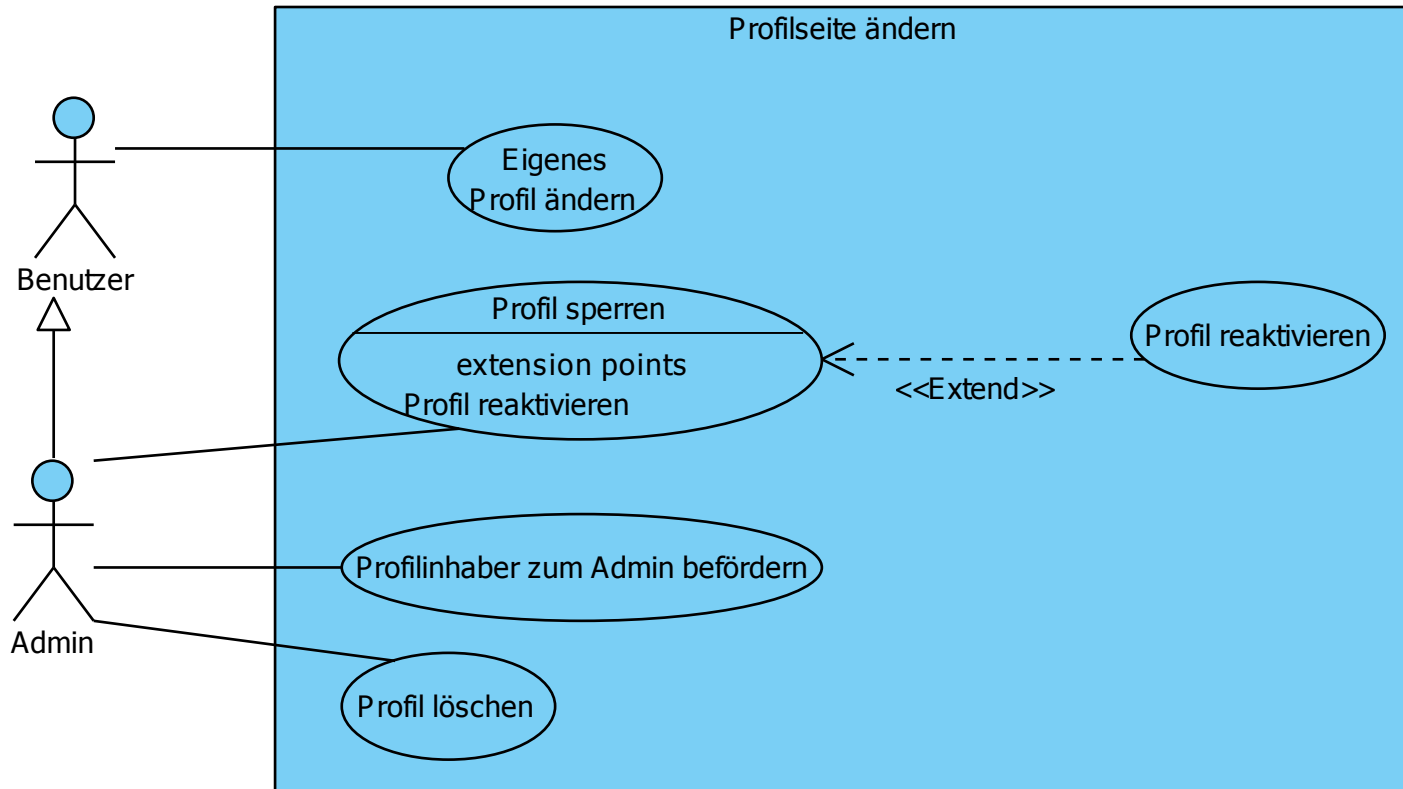 Profilseite ändern
Eigenes
Profil ändern
Benutzer
Profil sperren
extension points
Profil reaktivieren
<<Extend>>
Profil reaktivieren
Admin
Profilinhaber zum Admin befördern
Profil löschen